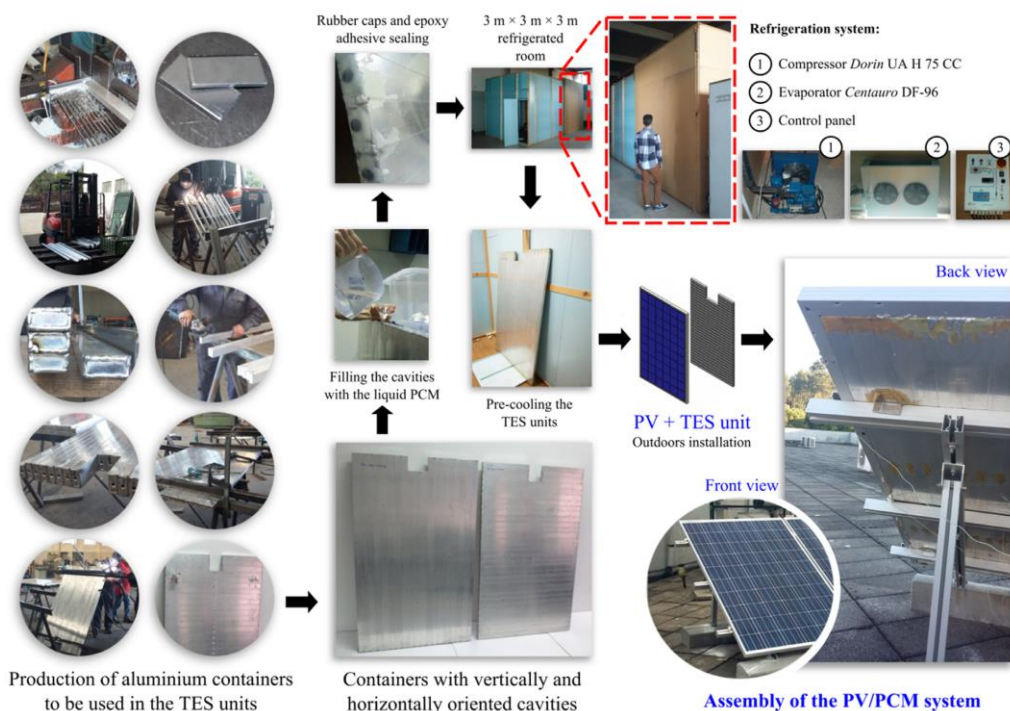 Rubber caps and epoxy
adhesive sealing
3 m × 3 m × 3 m
refrigerated
room
Refrigeration system:
1 Compressor Dorin UA H 75 CC
2 Evaporator Centauro DF-96
3 Control panel
1
2
3
Filling the cavities
with the liquid PCM
Pre-cooling the
TES units
PV + TES unit
Outdoors installation
Back view
Front view
Production of aluminium containers
to be used in the TES units
Containers with vertically and
horizontally oriented cavities
Assembly of the PV/PCM system